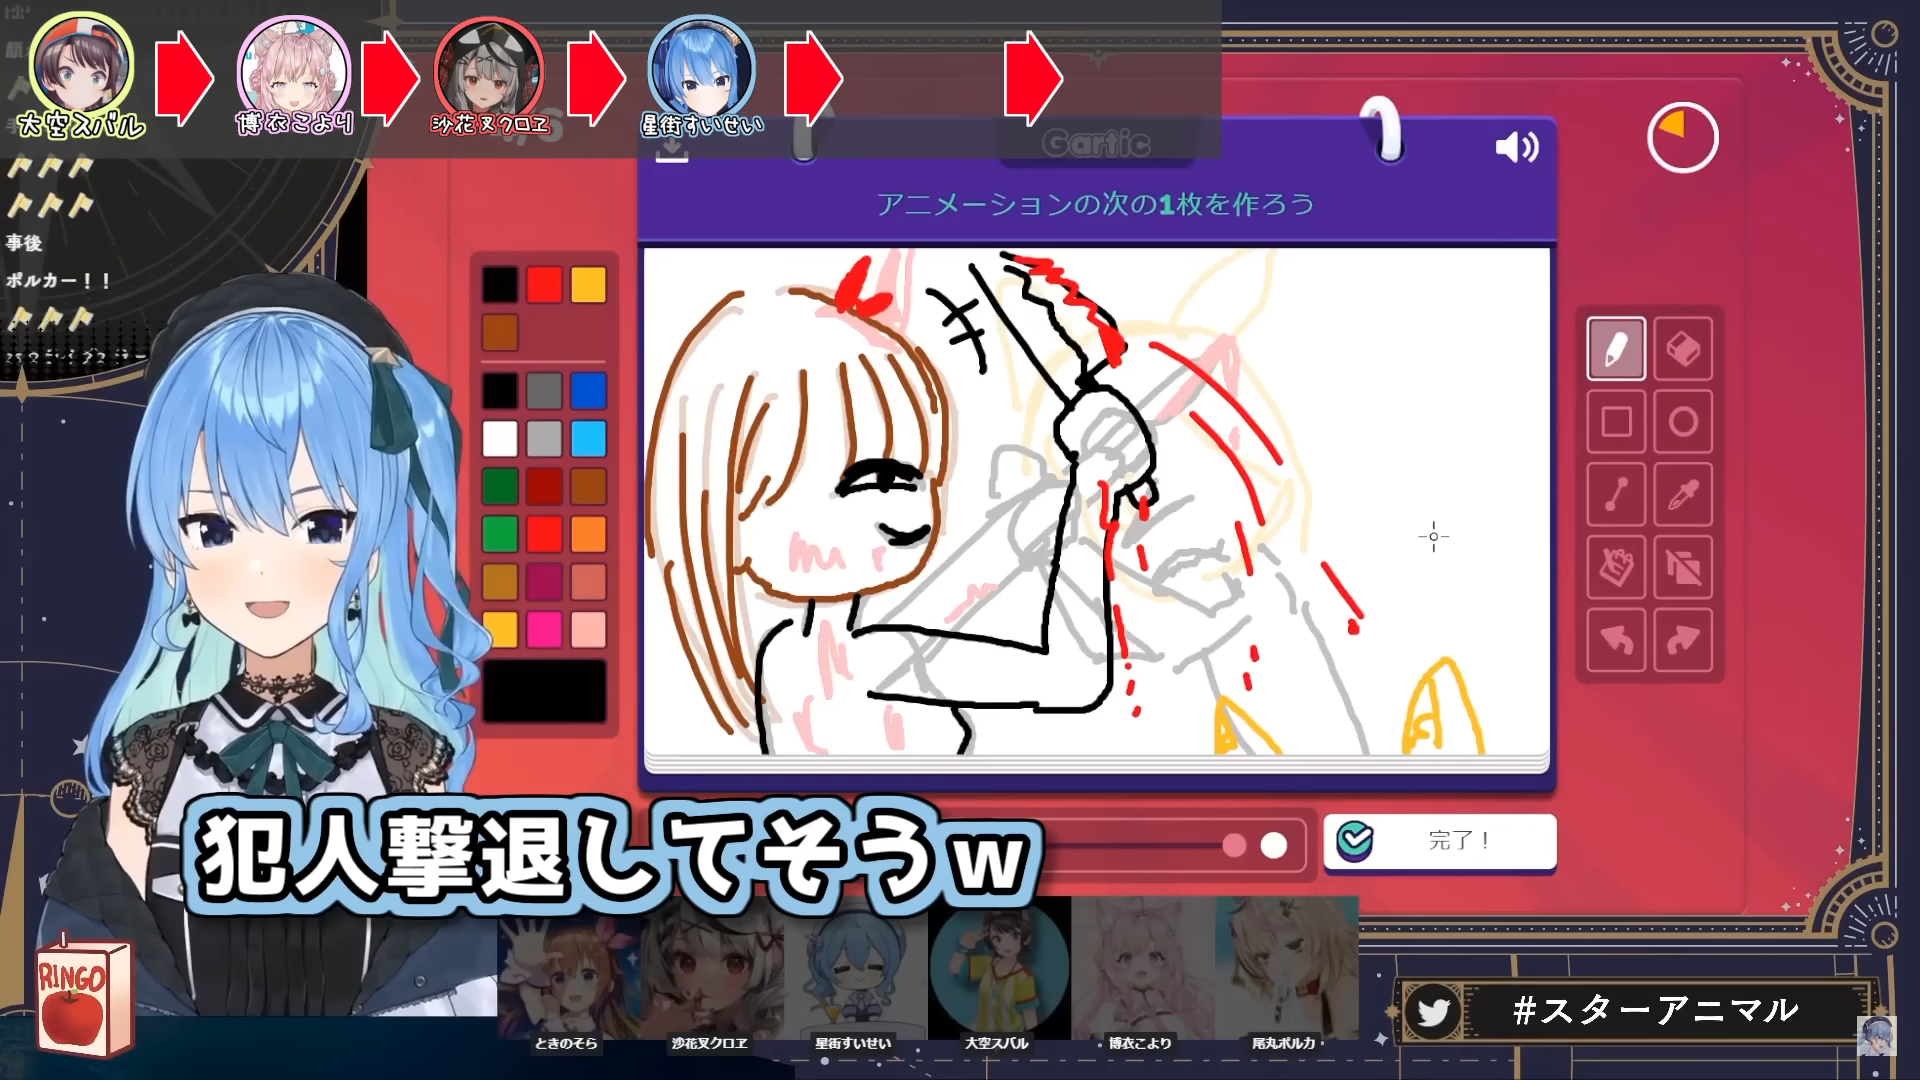 大空スバル
博衣こより
沙花叉クロヱ
星街すいせい
事後
ポルカー！！
Gartic
アニメーションの次の1枚を作ろう
犯人撃退してそうw
完了！
RINGO
ときのそら
沙花叉クロヱ
星街すいせい
大空スバル
博衣こより
尾丸ポルカ
#スターアニマル